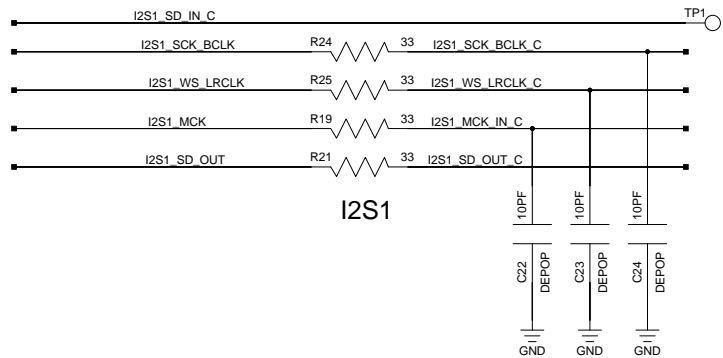 I2S1_SD_IN_C TP1
I2S1_SCK_BCLK R24 33 I2S1_SCK_BCLK_C
I2S1_WS_LRCLK R25 33 I2S1_WS_LRCLK_C
I2S1_MCK R19 33 I2S1_MCK_IN_C
I2S1_SD_OUT R21 33 I2S1_SD_OUT_C
I2S1
10PF 10PF 10PF
C22 DEPOP C23 DEPOP C24 DEPOP
GND GND GND